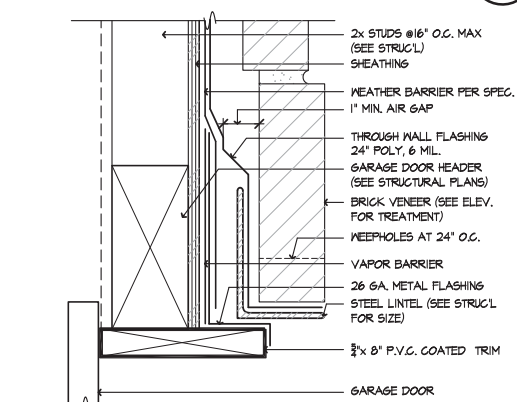 2x STUDS @16" O.C. MAX
(SEE STRUC'L)
SHEATHING
WEATHER BARRIER PER SPEC.
1" MIN. AIR GAP
THROUGH WALL FLASHING
24" POLY, 6 MIL.
GARAGE DOOR HEADER
(SEE STRUCTURAL PLANS)
BRICK VENEER (SEE ELEV.
FOR TREATMENT)
WEEPHOLES AT 24" O.C.
VAPOR BARRIER
26 GA. METAL FLASHING
STEEL LINTEL (SEE STRUC'L
FOR SIZE)
5/4"x 8" P.V.C. COATED TRIM
GARAGE DOOR